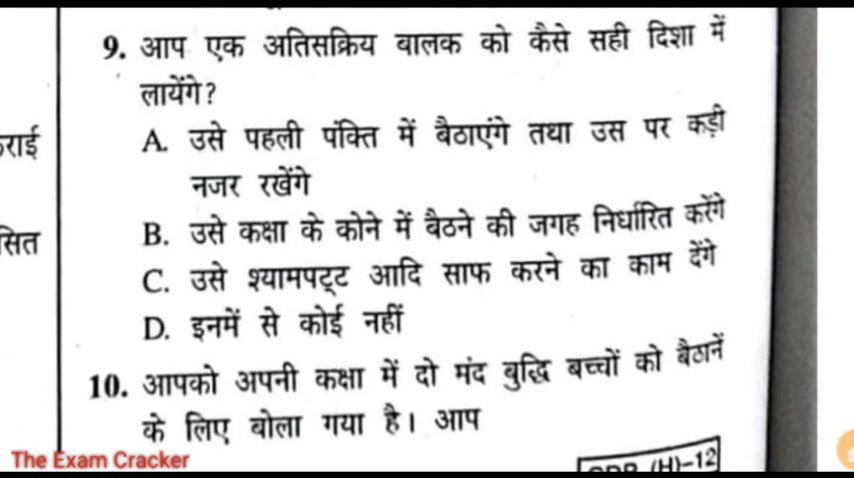 9. आप एक अतिसक्रिय बालक को कैसे सही दिशा में
लायेंगे?
A. उसे पहली पंक्ति में बैठाएंगे तथा उस पर कड़ी
नजर रखेंगे
B. उसे कक्षा के कोने में बैठने की जगह निर्धारित करेंगे
C. उसे श्यामपट्ट आदि साफ करने का काम देंगे
D. इनमें से कोई नहीं
10. आपको अपनी कक्षा में दो मंद बुद्धि बच्चों को बैठानें
के लिए बोला गया है। आप
राई
सित
The Exam Cracker
(H)–12